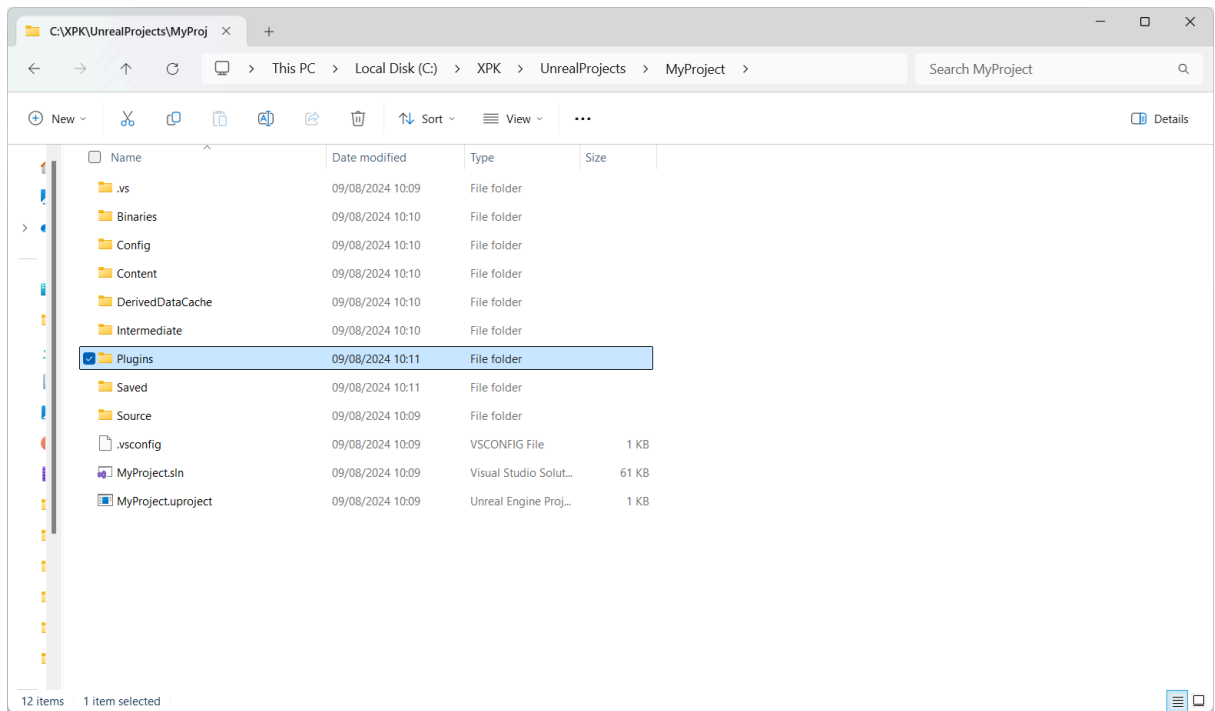 C:\XPK\UnrealProjects\MyProj
This PC > Local Disk (C:) > XPK > UnrealProjects > MyProject >
Search MyProject
New
Sort
View
Details
Name Date modified Type Size
.vs 09/08/2024 10:09 File folder
Binaries 09/08/2024 10:10 File folder
Config 09/08/2024 10:10 File folder
Content 09/08/2024 10:10 File folder
DerivedDataCache 09/08/2024 10:10 File folder
Intermediate 09/08/2024 10:10 File folder
Plugins 09/08/2024 10:11 File folder
Saved 09/08/2024 10:11 File folder
Source 09/08/2024 10:09 File folder
.vsconfig 09/08/2024 10:09 VSCONFIG File 1 KB
MyProject.sln 09/08/2024 10:09 Visual Studio Solut... 61 KB
MyProject.uproject 09/08/2024 10:09 Unreal Engine Proj... 1 KB
12 items 1 item selected